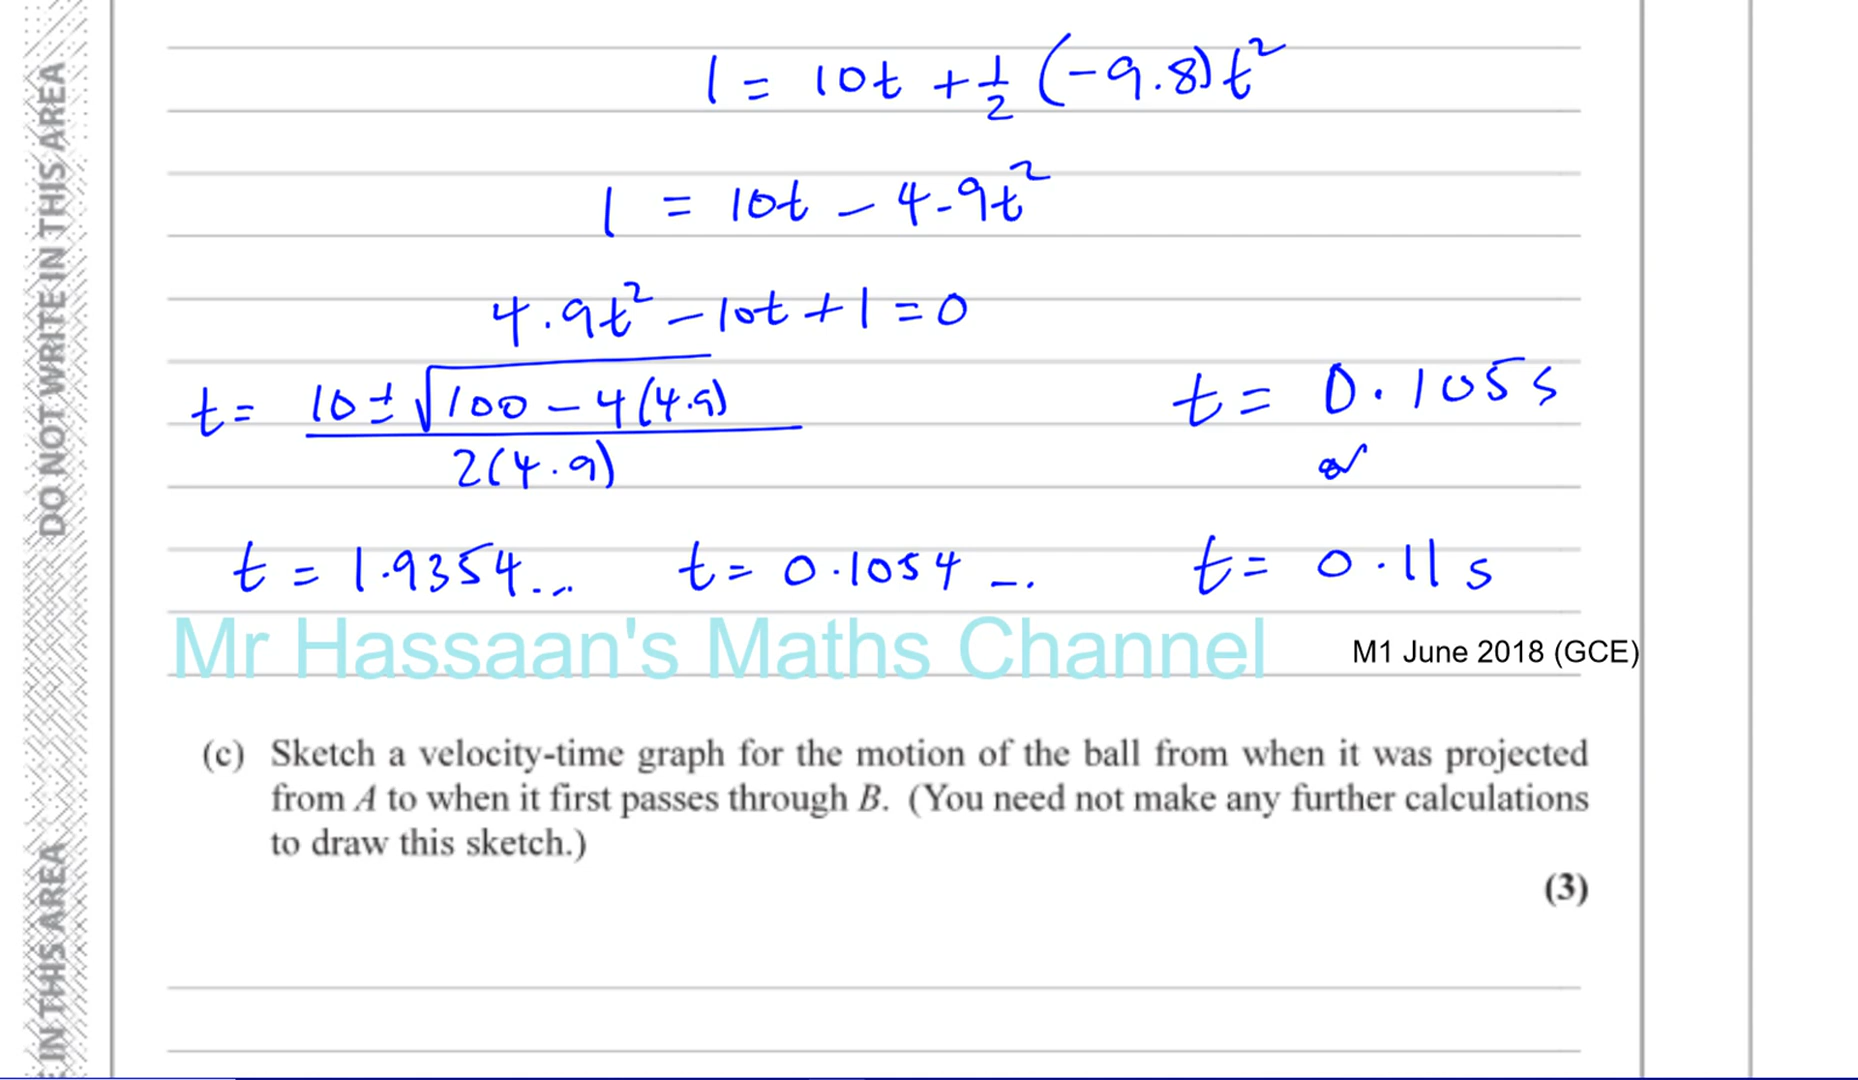 1 = 10t + 1/2 (-9.8)t²
1 = 10t - 4.9t²
4.9t² - 10t + 1 = 0
t = (10 ± √(100 - 4(4.9))) / 2(4.9)
t = 0.105s
or
t = 1.9354... t = 0.1054... t = 0.11s
Mr Hassaan's Maths Channel
M1 June 2018 (GCE)
(c) Sketch a velocity-time graph for the motion of the ball from when it was projected
from A to when it first passes through B. (You need not make any further calculations
to draw this sketch.)
(3)
DO NOT WRITE IN THIS AREA
IN THIS AREA